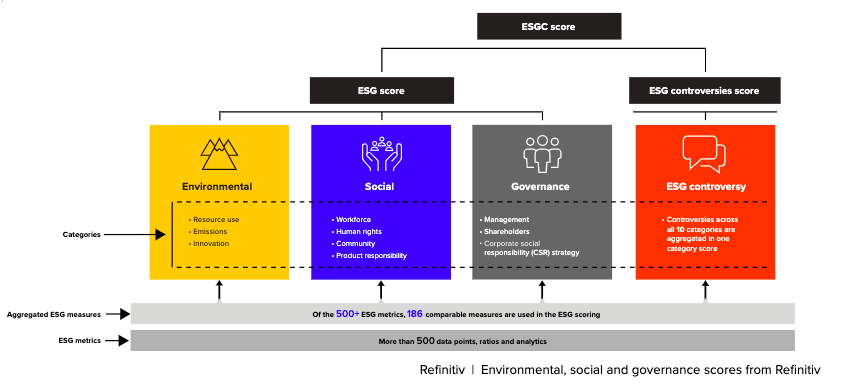 ESGC score
ESG score
ESG controversies score
Environmental
Social
Governance
ESG controversy
Categories
• Resource use
• Emissions
• Innovation
• Workforce
• Human rights
• Community
• Product responsibility
• Management
• Shareholders
• Corporate social
responsibility (CSR) strategy
• Controversies across
all 10 categories are
aggregated in one
category score
Aggregated ESG measures
Of the 500+ ESG metrics, 186 comparable measures are used in the ESG scoring
ESG metrics
More than 500 data points, ratios and analytics
Refinitiv | Environmental, social and governance scores from Refinitiv